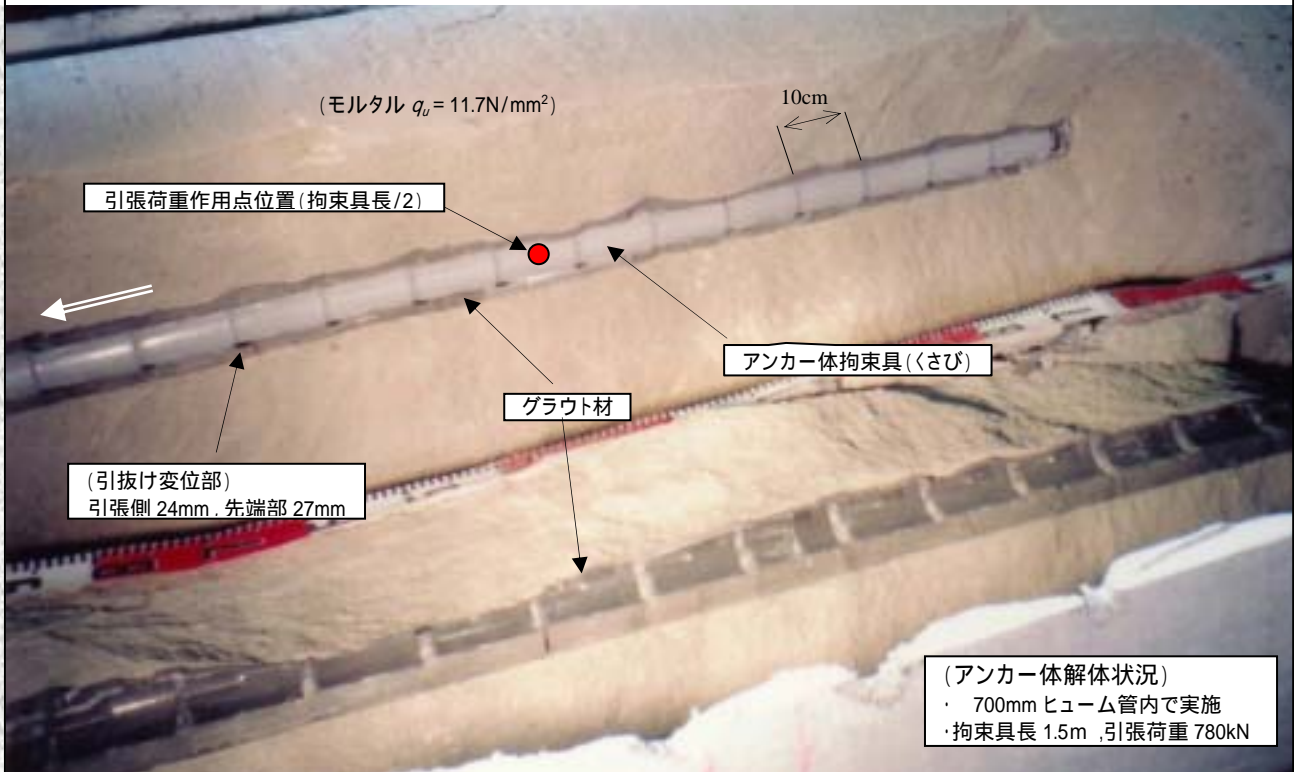 (モルタル qu = 11.7N/mm²)
10cm
引張荷重作用点位置(拘束具長/2)
アンカー体拘束具(くさび)
グラウト材
(引抜け変位部)
引張側 24mm . 先端部 27mm
(アンカー体解体状況)
· 700mm ヒューム管内で実施
·拘束具長 1.5m ,引張荷重 780kN